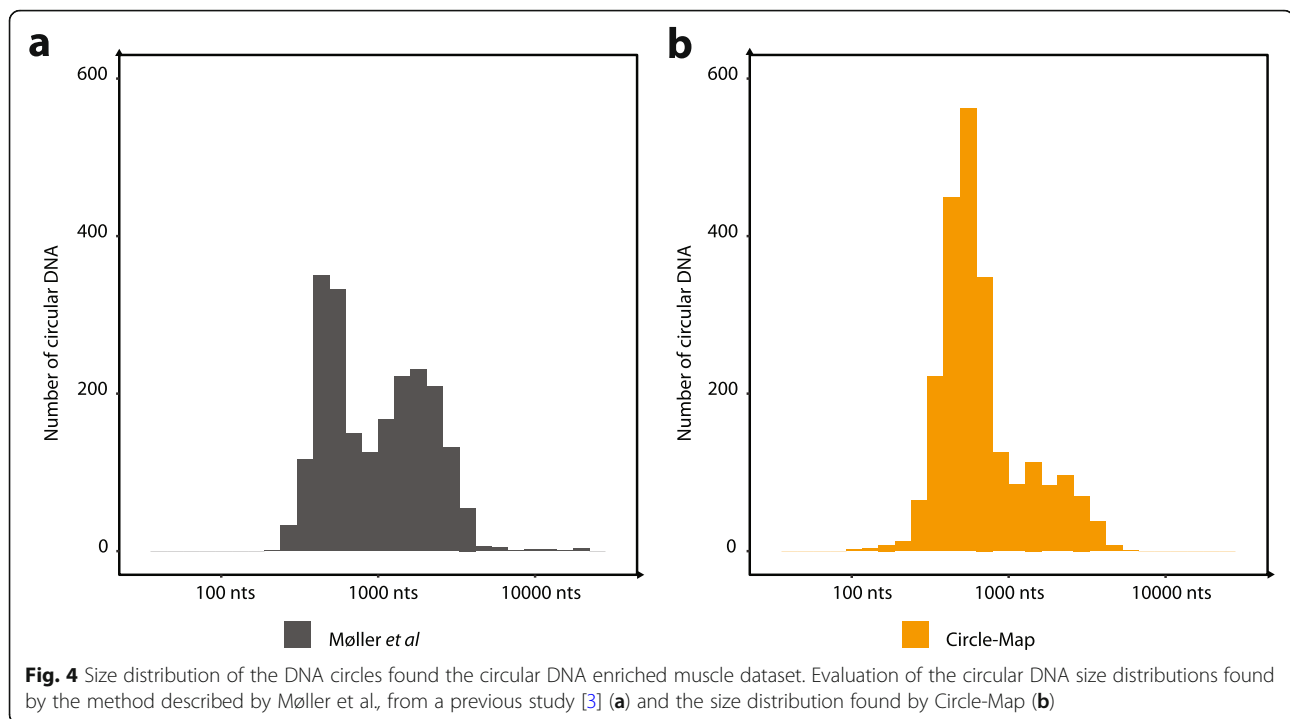 a
600
400
200
0
Number of circular DNA
100 nts 1000 nts 10000 nts
Møller et al
b
600
400
200
0
Number of circular DNA
100 nts 1000 nts 10000 nts
Circle-Map
Fig. 4 Size distribution of the DNA circles found the circular DNA enriched muscle dataset. Evaluation of the circular DNA size distributions found
by the method described by Møller et al., from a previous study [3] (a) and the size distribution found by Circle-Map (b)